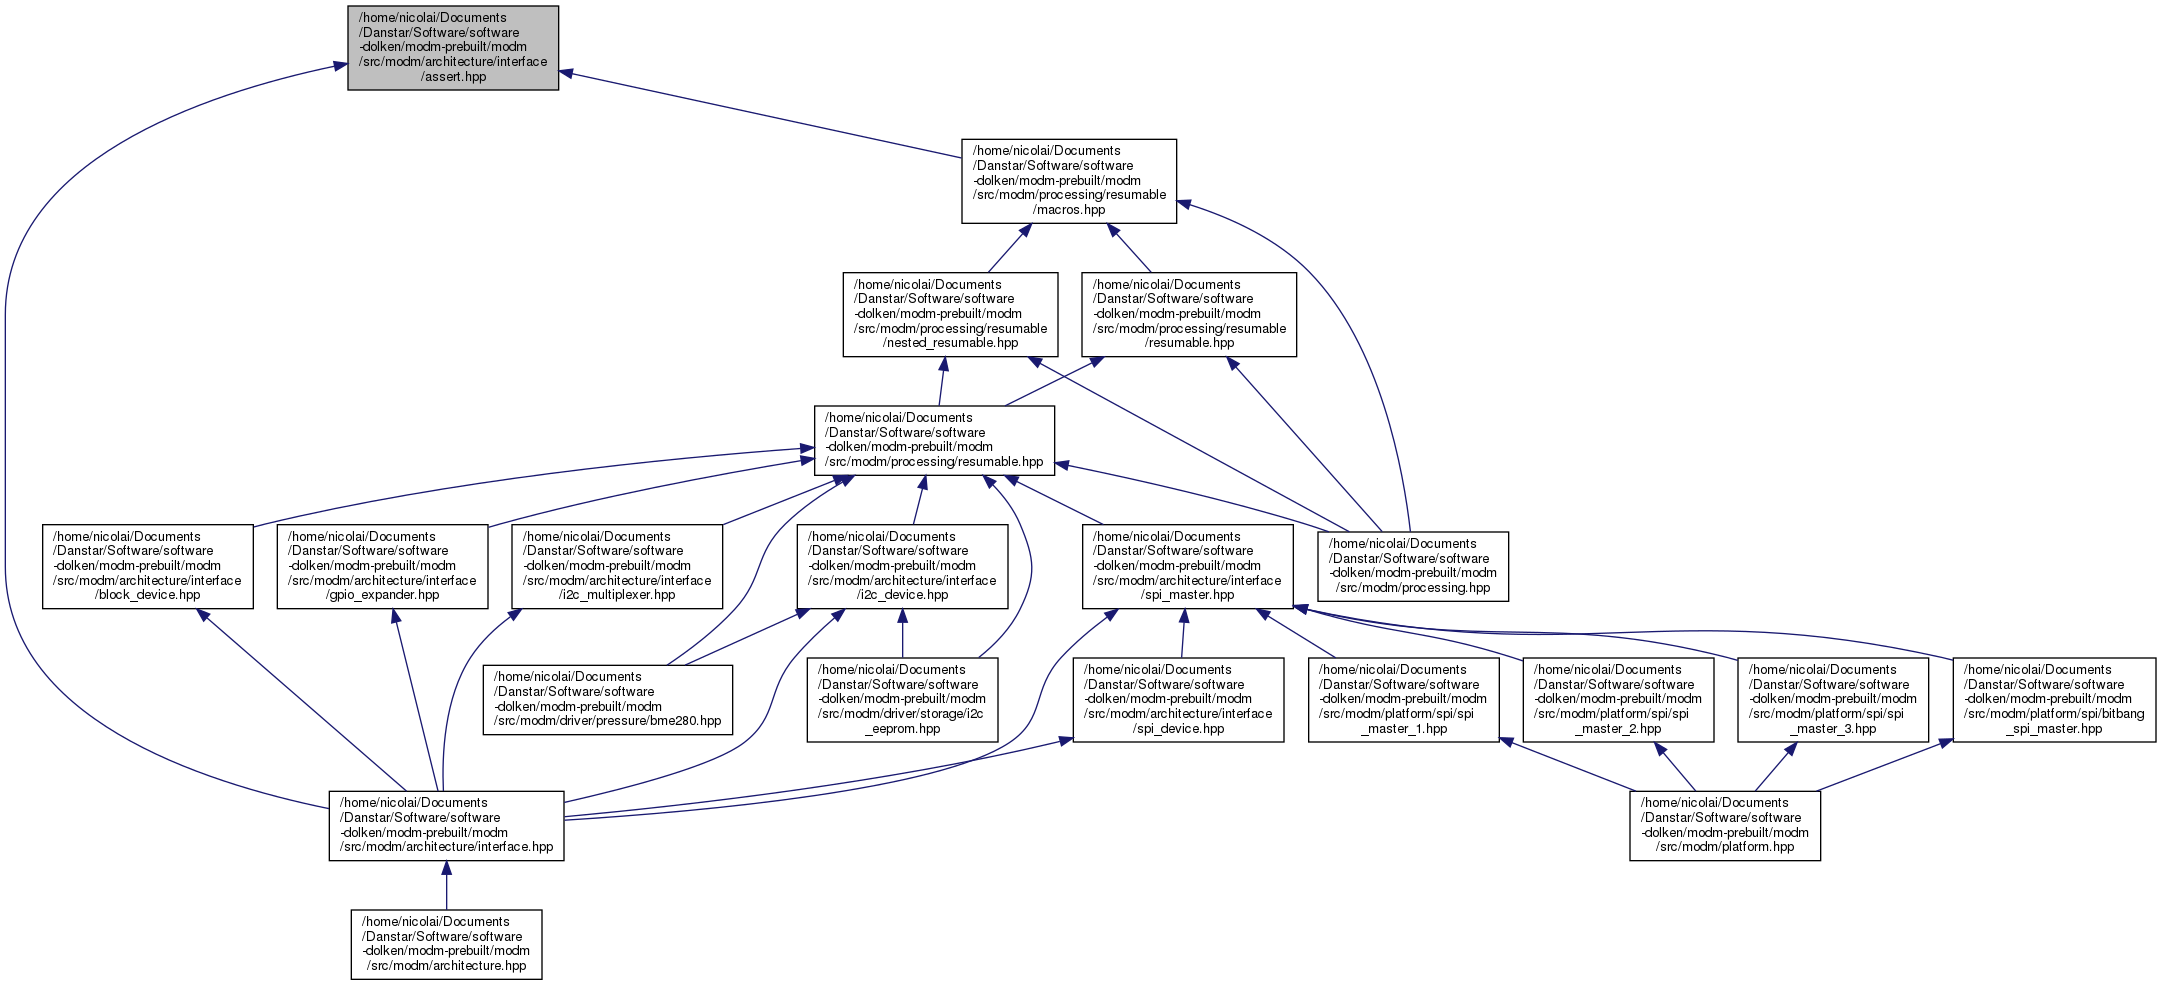 /home/nicolai/Documents
/Danstar/Software/software
-dolken/modm-prebuilt/modm
/src/modm/architecture/interface
/assert.hpp
/home/nicolai/Documents
/Danstar/Software/software
-dolken/modm-prebuilt/modm
/src/modm/processing/resumable
/macros.hpp
/home/nicolai/Documents
/Danstar/Software/software
-dolken/modm-prebuilt/modm
/src/modm/processing/resumable
/nested_resumable.hpp
/home/nicolai/Documents
/Danstar/Software/software
-dolken/modm-prebuilt/modm
/src/modm/processing/resumable
/resumable.hpp
/home/nicolai/Documents
/Danstar/Software/software
-dolken/modm-prebuilt/modm
/src/modm/processing/resumable.hpp
/home/nicolai/Documents
/Danstar/Software/software
-dolken/modm-prebuilt/modm
/src/modm/architecture/interface
/block_device.hpp
/home/nicolai/Documents
/Danstar/Software/software
-dolken/modm-prebuilt/modm
/src/modm/architecture/interface
/gpio_expander.hpp
/home/nicolai/Documents
/Danstar/Software/software
-dolken/modm-prebuilt/modm
/src/modm/architecture/interface
/i2c_multiplexer.hpp
/home/nicolai/Documents
/Danstar/Software/software
-dolken/modm-prebuilt/modm
/src/modm/architecture/interface
/i2c_device.hpp
/home/nicolai/Documents
/Danstar/Software/software
-dolken/modm-prebuilt/modm
/src/modm/architecture/interface
/spi_master.hpp
/home/nicolai/Documents
/Danstar/Software/software
-dolken/modm-prebuilt/modm
/src/modm/processing.hpp
/home/nicolai/Documents
/Danstar/Software/software
-dolken/modm-prebuilt/modm
/src/modm/driver/pressure/bme280.hpp
/home/nicolai/Documents
/Danstar/Software/software
-dolken/modm-prebuilt/modm
/src/modm/driver/storage/i2c
_eeprom.hpp
/home/nicolai/Documents
/Danstar/Software/software
-dolken/modm-prebuilt/modm
/src/modm/architecture/interface
/spi_device.hpp
/home/nicolai/Documents
/Danstar/Software/software
-dolken/modm-prebuilt/modm
/src/modm/platform/spi/spi
_master_1.hpp
/home/nicolai/Documents
/Danstar/Software/software
-dolken/modm-prebuilt/modm
/src/modm/platform/spi/spi
_master_2.hpp
/home/nicolai/Documents
/Danstar/Software/software
-dolken/modm-prebuilt/modm
/src/modm/platform/spi/spi
_master_3.hpp
/home/nicolai/Documents
/Danstar/Software/software
-dolken/modm-prebuilt/modm
/src/modm/platform/spi/bitbang
_spi_master.hpp
/home/nicolai/Documents
/Danstar/Software/software
-dolken/modm-prebuilt/modm
/src/modm/architecture/interface.hpp
/home/nicolai/Documents
/Danstar/Software/software
-dolken/modm-prebuilt/modm
/src/modm/platform.hpp
/home/nicolai/Documents
/Danstar/Software/software
-dolken/modm-prebuilt/modm
/src/modm/architecture.hpp